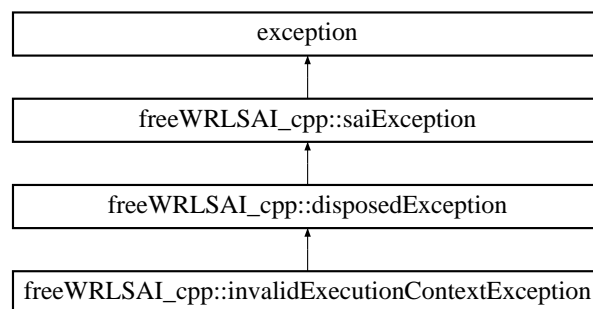 exception
freeWRLSAI_cpp::saiException
freeWRLSAI_cpp::disposedException
freeWRLSAI_cpp::invalidExecutionContextException